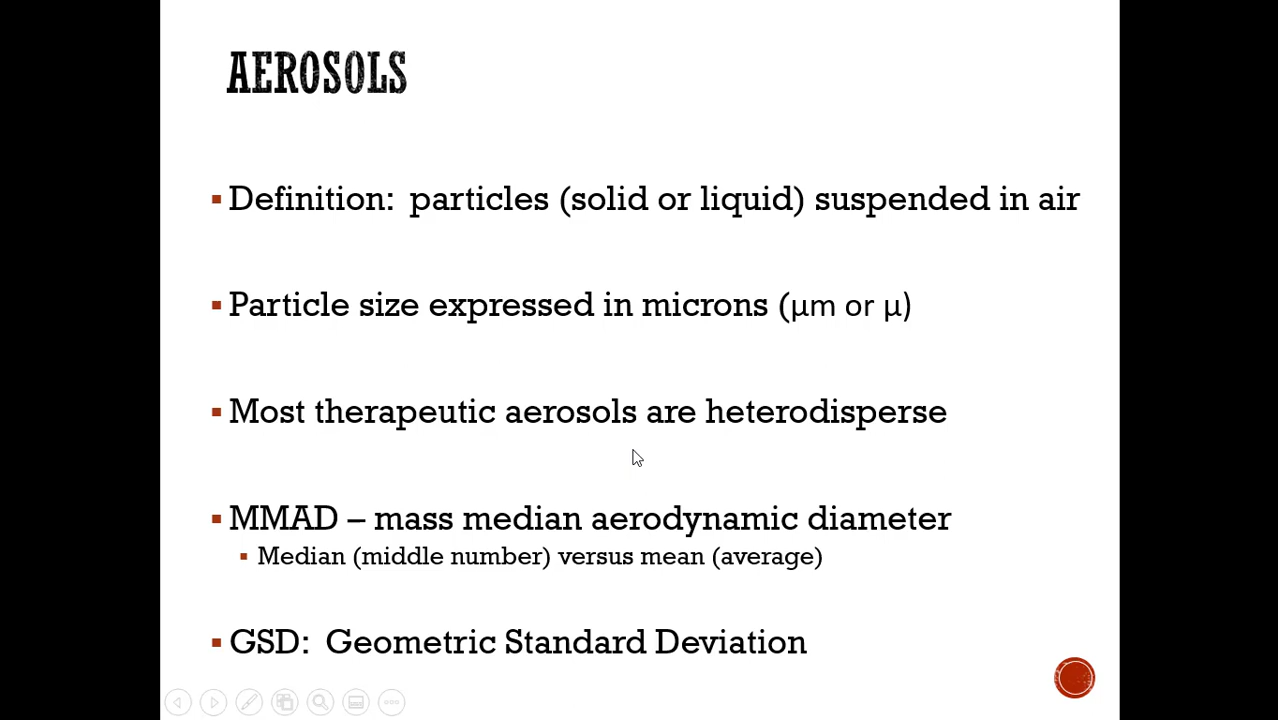 AEROSOLS
Definition:  particles (solid or liquid) suspended in air
Particle size expressed in microns (µm or µ)
Most therapeutic aerosols are heterodisperse
MMAD – mass median aerodynamic diameter
Median (middle number) versus mean (average)
GSD:  Geometric Standard Deviation